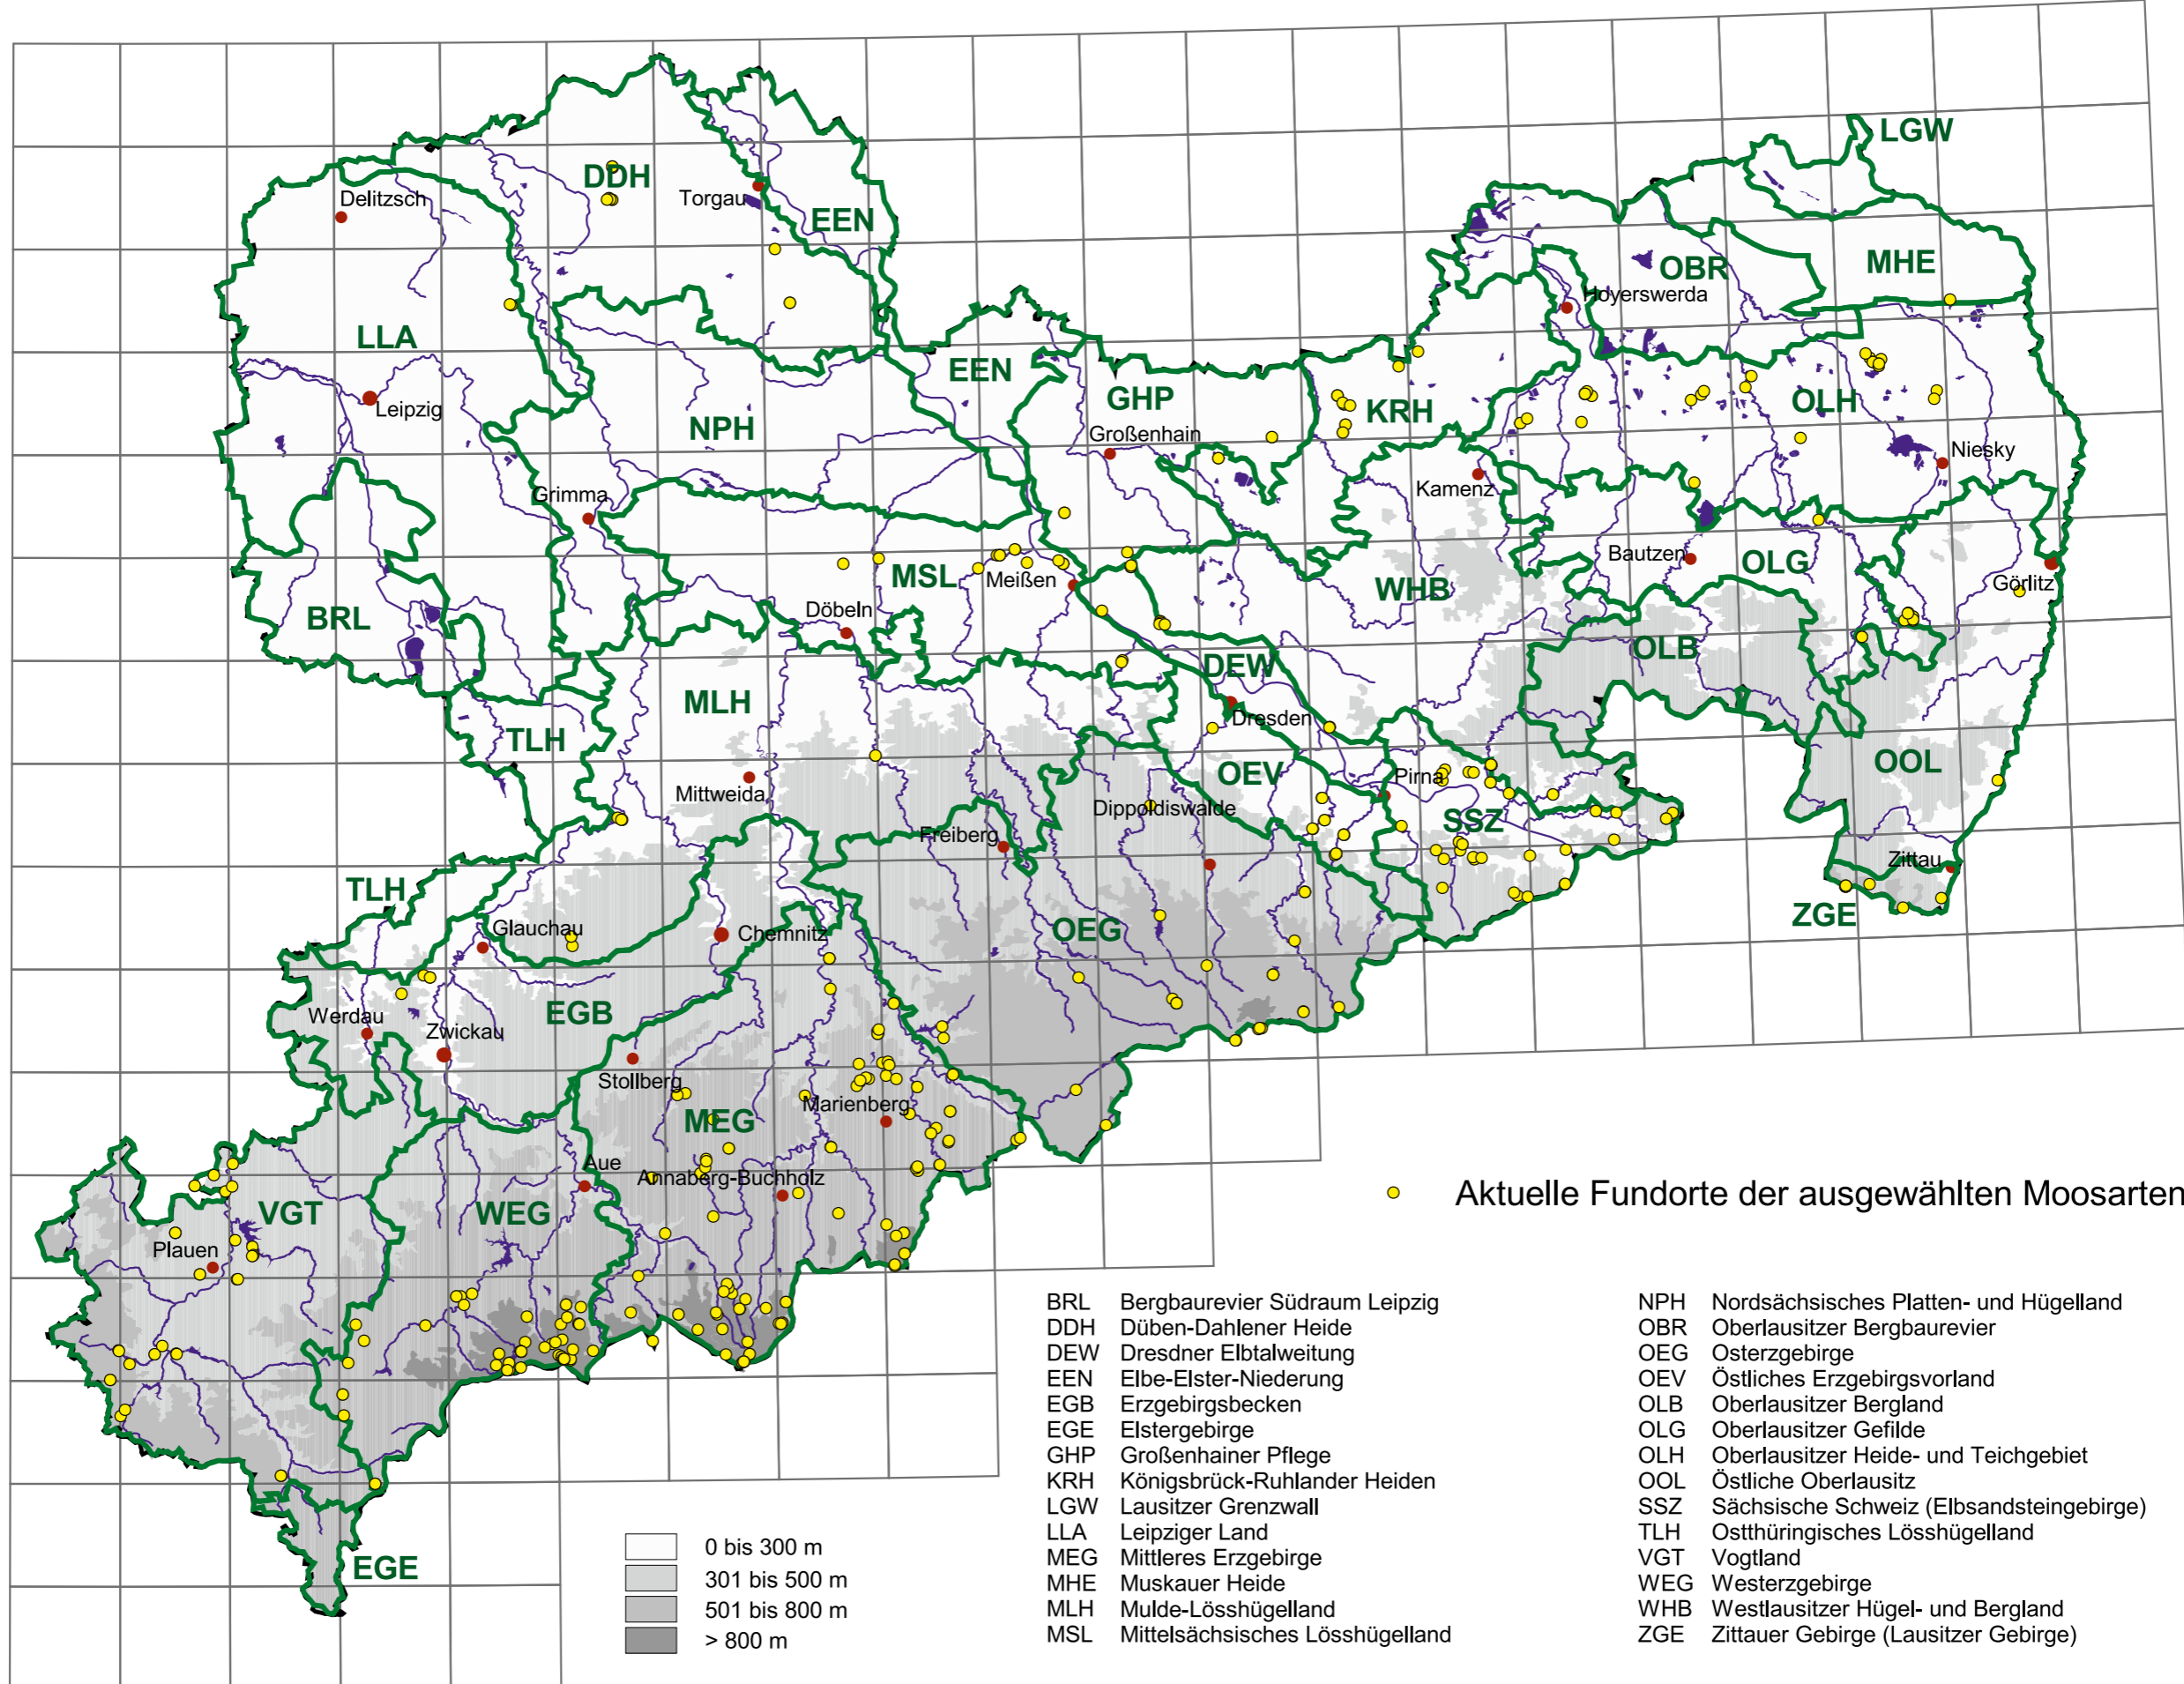 LGW
DDH
Delitzsch
Torgau
EEN
OBR
MHE
Hoyerswerda
LLA
EEN
GHP
KRH
OLH
Leipzig
NPH
Großenhain
Niesky
Kamenz
Grimma
Bautzen
OLG
MSL
Meißen
WHB
Görlitz
BRL
Döbeln
OLB
DEW
MLH
Dresden
TLH
OEV
OOL
Pirna
Mittweida
Dippoldiswalde
SSZ
Freiberg
Zittau
TLH
ZGE
Glauchau
Chemnitz
OEG
Werdau
EGB
Zwickau
Stollberg
Marienberg
MEG
Aue
Annaberg-Buchholz
VGT
WEG
Plauen
EGE
Aktuelle Fundorte der ausgewählten Moosarten
0 bis 300 m
301 bis 500 m
501 bis 800 m
> 800 m
BRL Bergbaurevier Südraum Leipzig
DDH Düben-Dahlener Heide
DEW Dresdner Elbtalweitung
EEN Elbe-Elster-Niederung
EGB Erzgebirgsbecken
EGE Elstergebirge
GHP Großenhainer Pflege
KRH Königsbrück-Ruhlander Heiden
LGW Lausitzer Grenzwall
LLA Leipziger Land
MEG Mittleres Erzgebirge
MHE Muskauer Heide
MLH Mulde-Lösshügelland
MSL Mittelsächsisches Lösshügelland
NPH Nordsächsisches Platten- und Hügelland
OBR Oberlausitzer Bergbaurevier
OEG Osterzgebirge
OEV Östliches Erzgebirgsvorland
OLB Oberlausitzer Bergland
OLG Oberlausitzer Gefilde
OLH Oberlausitzer Heide- und Teichgebiet
OOL Östliche Oberlausitz
SSZ Sächsische Schweiz (Elbsandsteingebirge)
TLH Ostthüringisches Lösshügelland
VGT Vogtland
WEG Westerzgebirge
WHB Westlausitzer Hügel- und Bergland
ZGE Zittauer Gebirge (Lausitzer Gebirge)